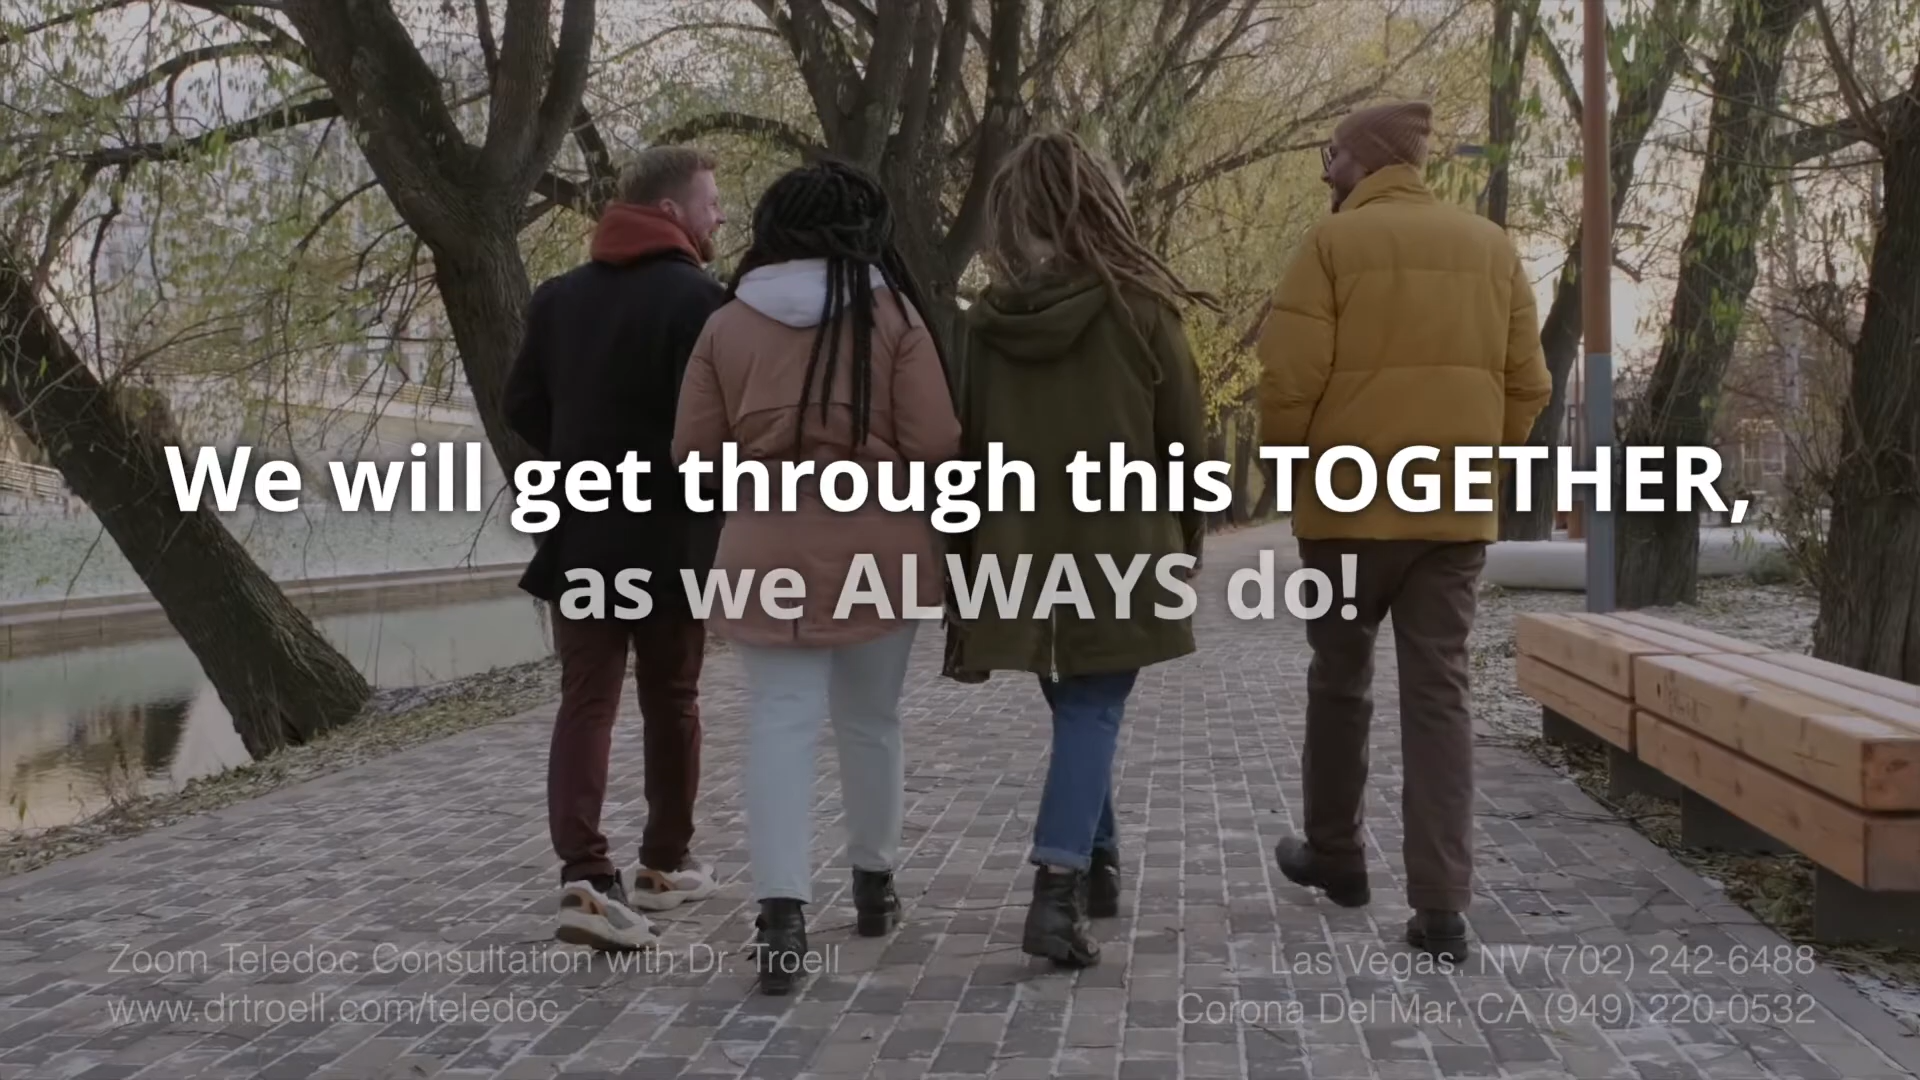 We will get through this TOGETHER,
as we ALWAYS do!
Zoom Teledoc Consultation with Dr. Troell
www.drtroell.com/teledoc
Las Vegas, NV (702) 242-6488
Corona Del Mar, CA (949) 220-0532